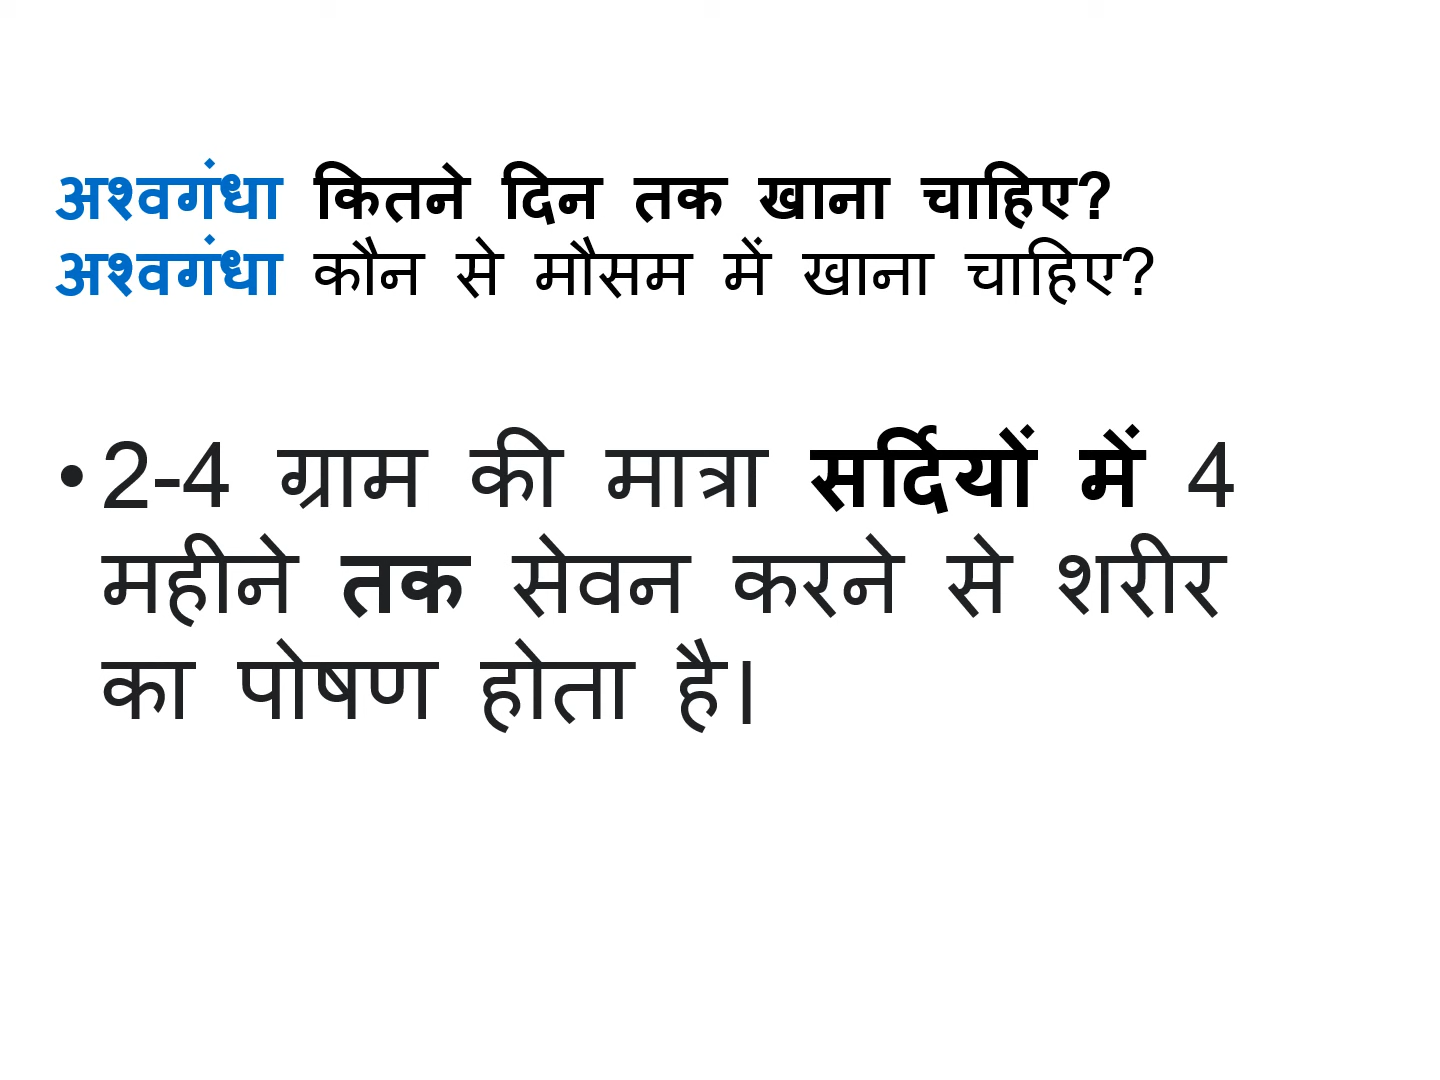 अश्वगंधा कितने दिन तक खाना चाहिए?
अश्वगंधा कौन से मौसम में खाना चाहिए?
•2-4 ग्राम की मात्रा सर्दियों में 4
महीने तक सेवन करने से शरीर
का पोषण होता है।